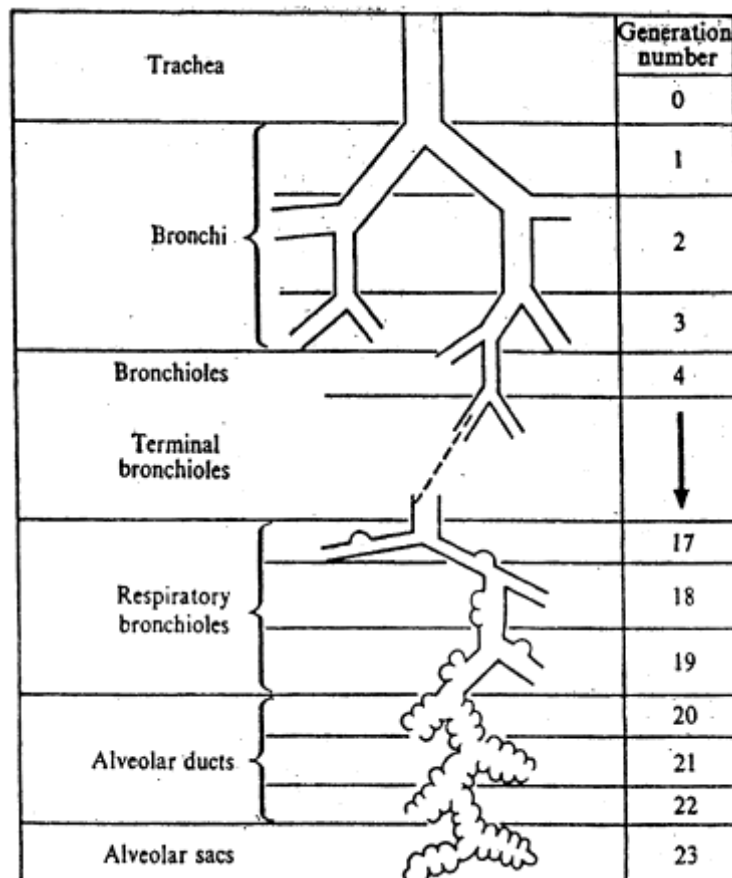 Generation
number
Trachea
0
1
Bronchi
2
3
Bronchioles
4
Terminal
bronchioles
17
Respiratory
bronchioles
18
19
20
Alveolar ducts
21
22
Alveolar sacs
23